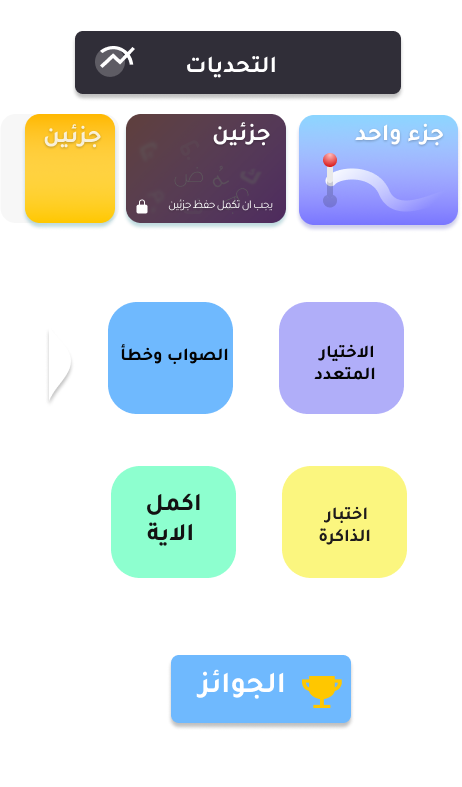 التحديات
جزء واحد
جزئين
يجب ان تكمل حفظ جزئين
جزئين
الاختيار
المتعدد
الصواب وخطأ
اختبار
الذاكرة
اكمل
الاية
الجوائز